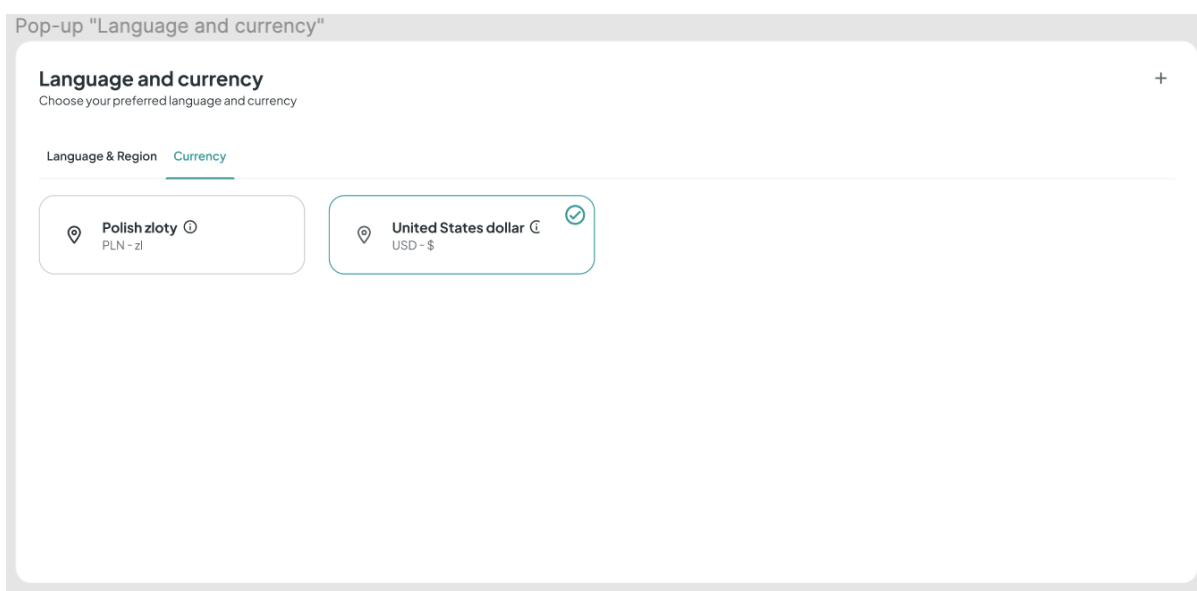 Pop-up "Language and currency"
Language and currency
Choose your preferred language and currency
Language & Region Currency
Polish zloty
PLN - zl
United States dollar
USD - $